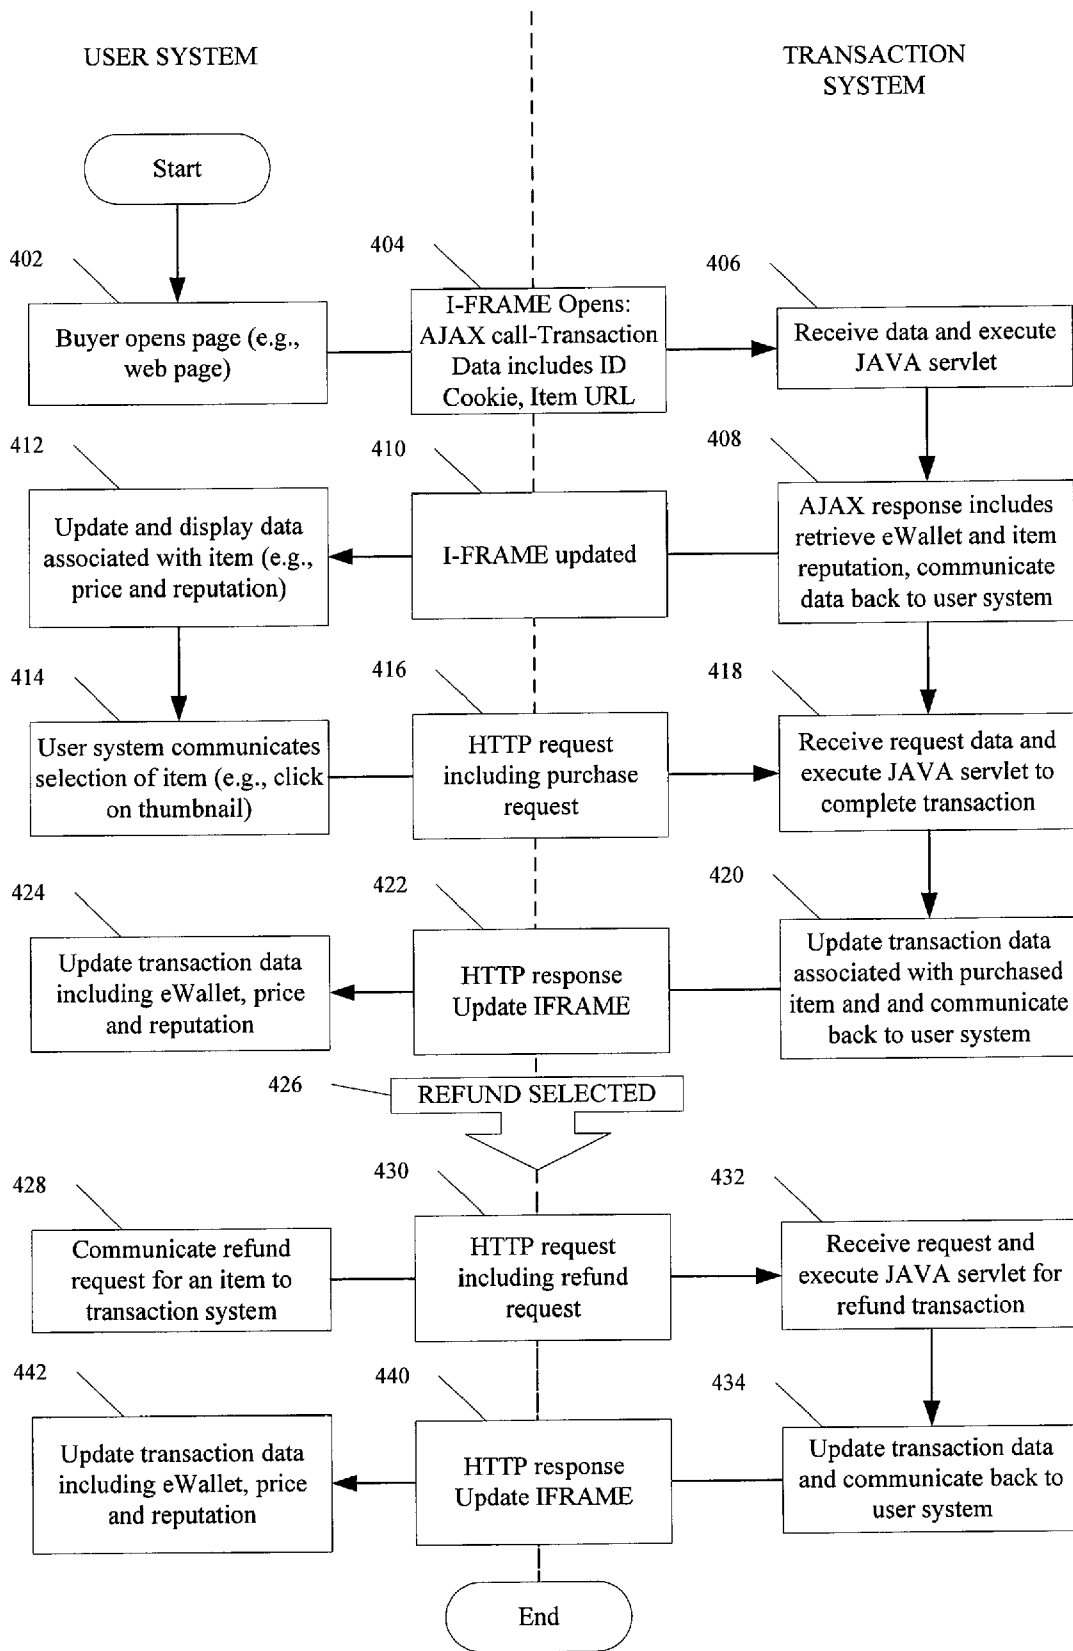 USER SYSTEM
TRANSACTION
SYSTEM
Start
402
404
406
Buyer opens page (e.g.,
web page)
I-FRAME Opens:
AJAX call-Transaction
Data includes ID
Cookie, Item URL
Receive data and execute
JAVA servlet
412
410
408
Update and display data
associated with item (e.g.,
price and reputation)
I-FRAME updated
AJAX response includes
retrieve eWallet and item
reputation, communicate
data back to user system
414
416
418
User system communicates
selection of item (e.g., click
on thumbnail)
HTTP request
including purchase
request
Receive request data and
execute JAVA servlet to
complete transaction
424
422
420
Update transaction data
including eWallet, price
and reputation
HTTP response
Update IFRAME
Update transaction data
associated with purchased
item and and communicate
back to user system
426
REFUND SELECTED
428
430
432
Communicate refund
request for an item to
transaction system
HTTP request
including refund
request
Receive request and
execute JAVA servlet for
refund transaction
442
440
434
Update transaction data
including eWallet, price
and reputation
HTTP response
Update IFRAME
Update transaction data
and communicate back to
user system
End